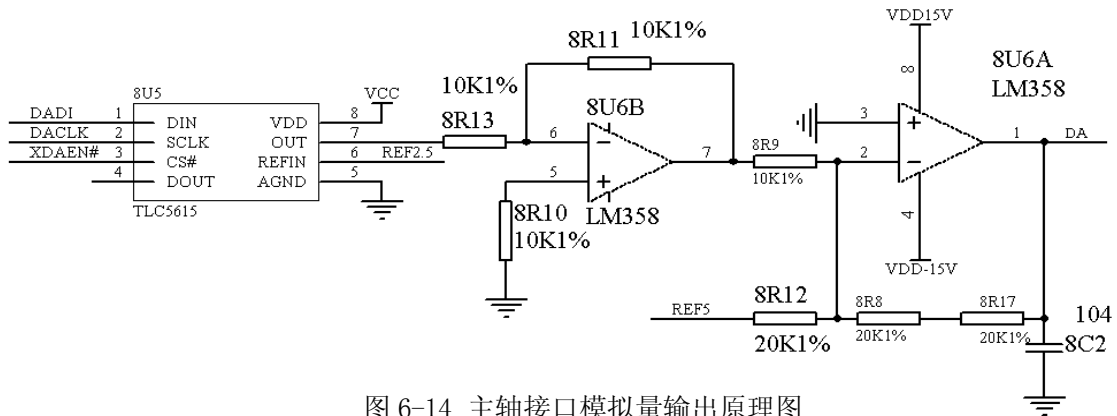 VDD15V
8R11
10K1%
8U6A
LM358
8
10K1%
8U6B
8U5
VCC
DADI 1 DIN VDD 8
8R13
DACLK 2 SCLK OUT 7
6
3
1 DA
XDAEN# 3 CS# REFIN 6 REF2.5
7
8R9
2
4 DOUT AGND 5
5
10K1%
TLC5615
8R10
LM358
10K1%
4
VDD-15V
REF5
8R12
8R8
8R17
104
20K1%
20K1%
20K1%
8C2
图 6-14 主轴接口模拟量输出原理图